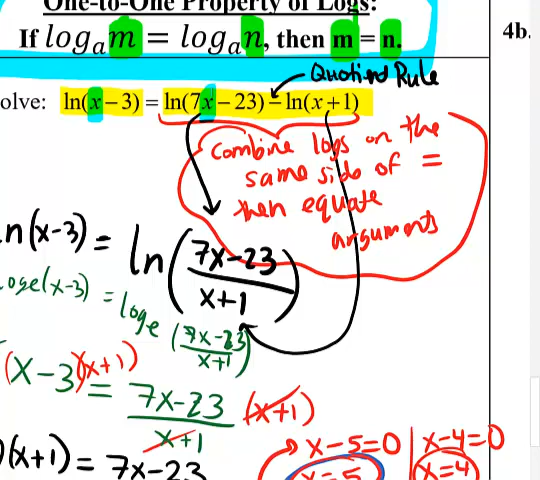 One-to-One Property of Logs:
If logₐm = logₐn, then m = n.
4b.
olve: ln(x – 3) = ln(7x – 23) – ln(x + 1)
Quotient Rule
combine logs on the
same side of =
then equate
arguments
n(x-3) = ln(7x-23/x+1)
oge(x-3) = loge(7x-23/x+1)
(x-3)(x+1) = 7x-23/x+1 (x+1)
)(x+1) = 7x-23
x-5=0 | x-4=0
x=5 x=4